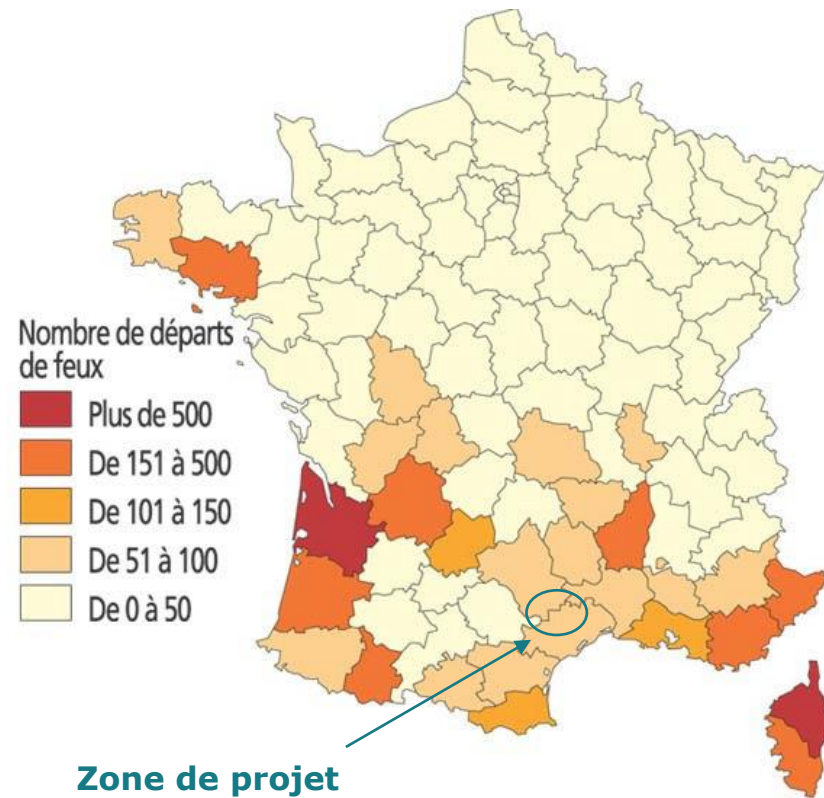 Nombre de départs
de feux
Plus de 500
De 151 à 500
De 101 à 150
De 51 à 100
De 0 à 50
Zone de projet